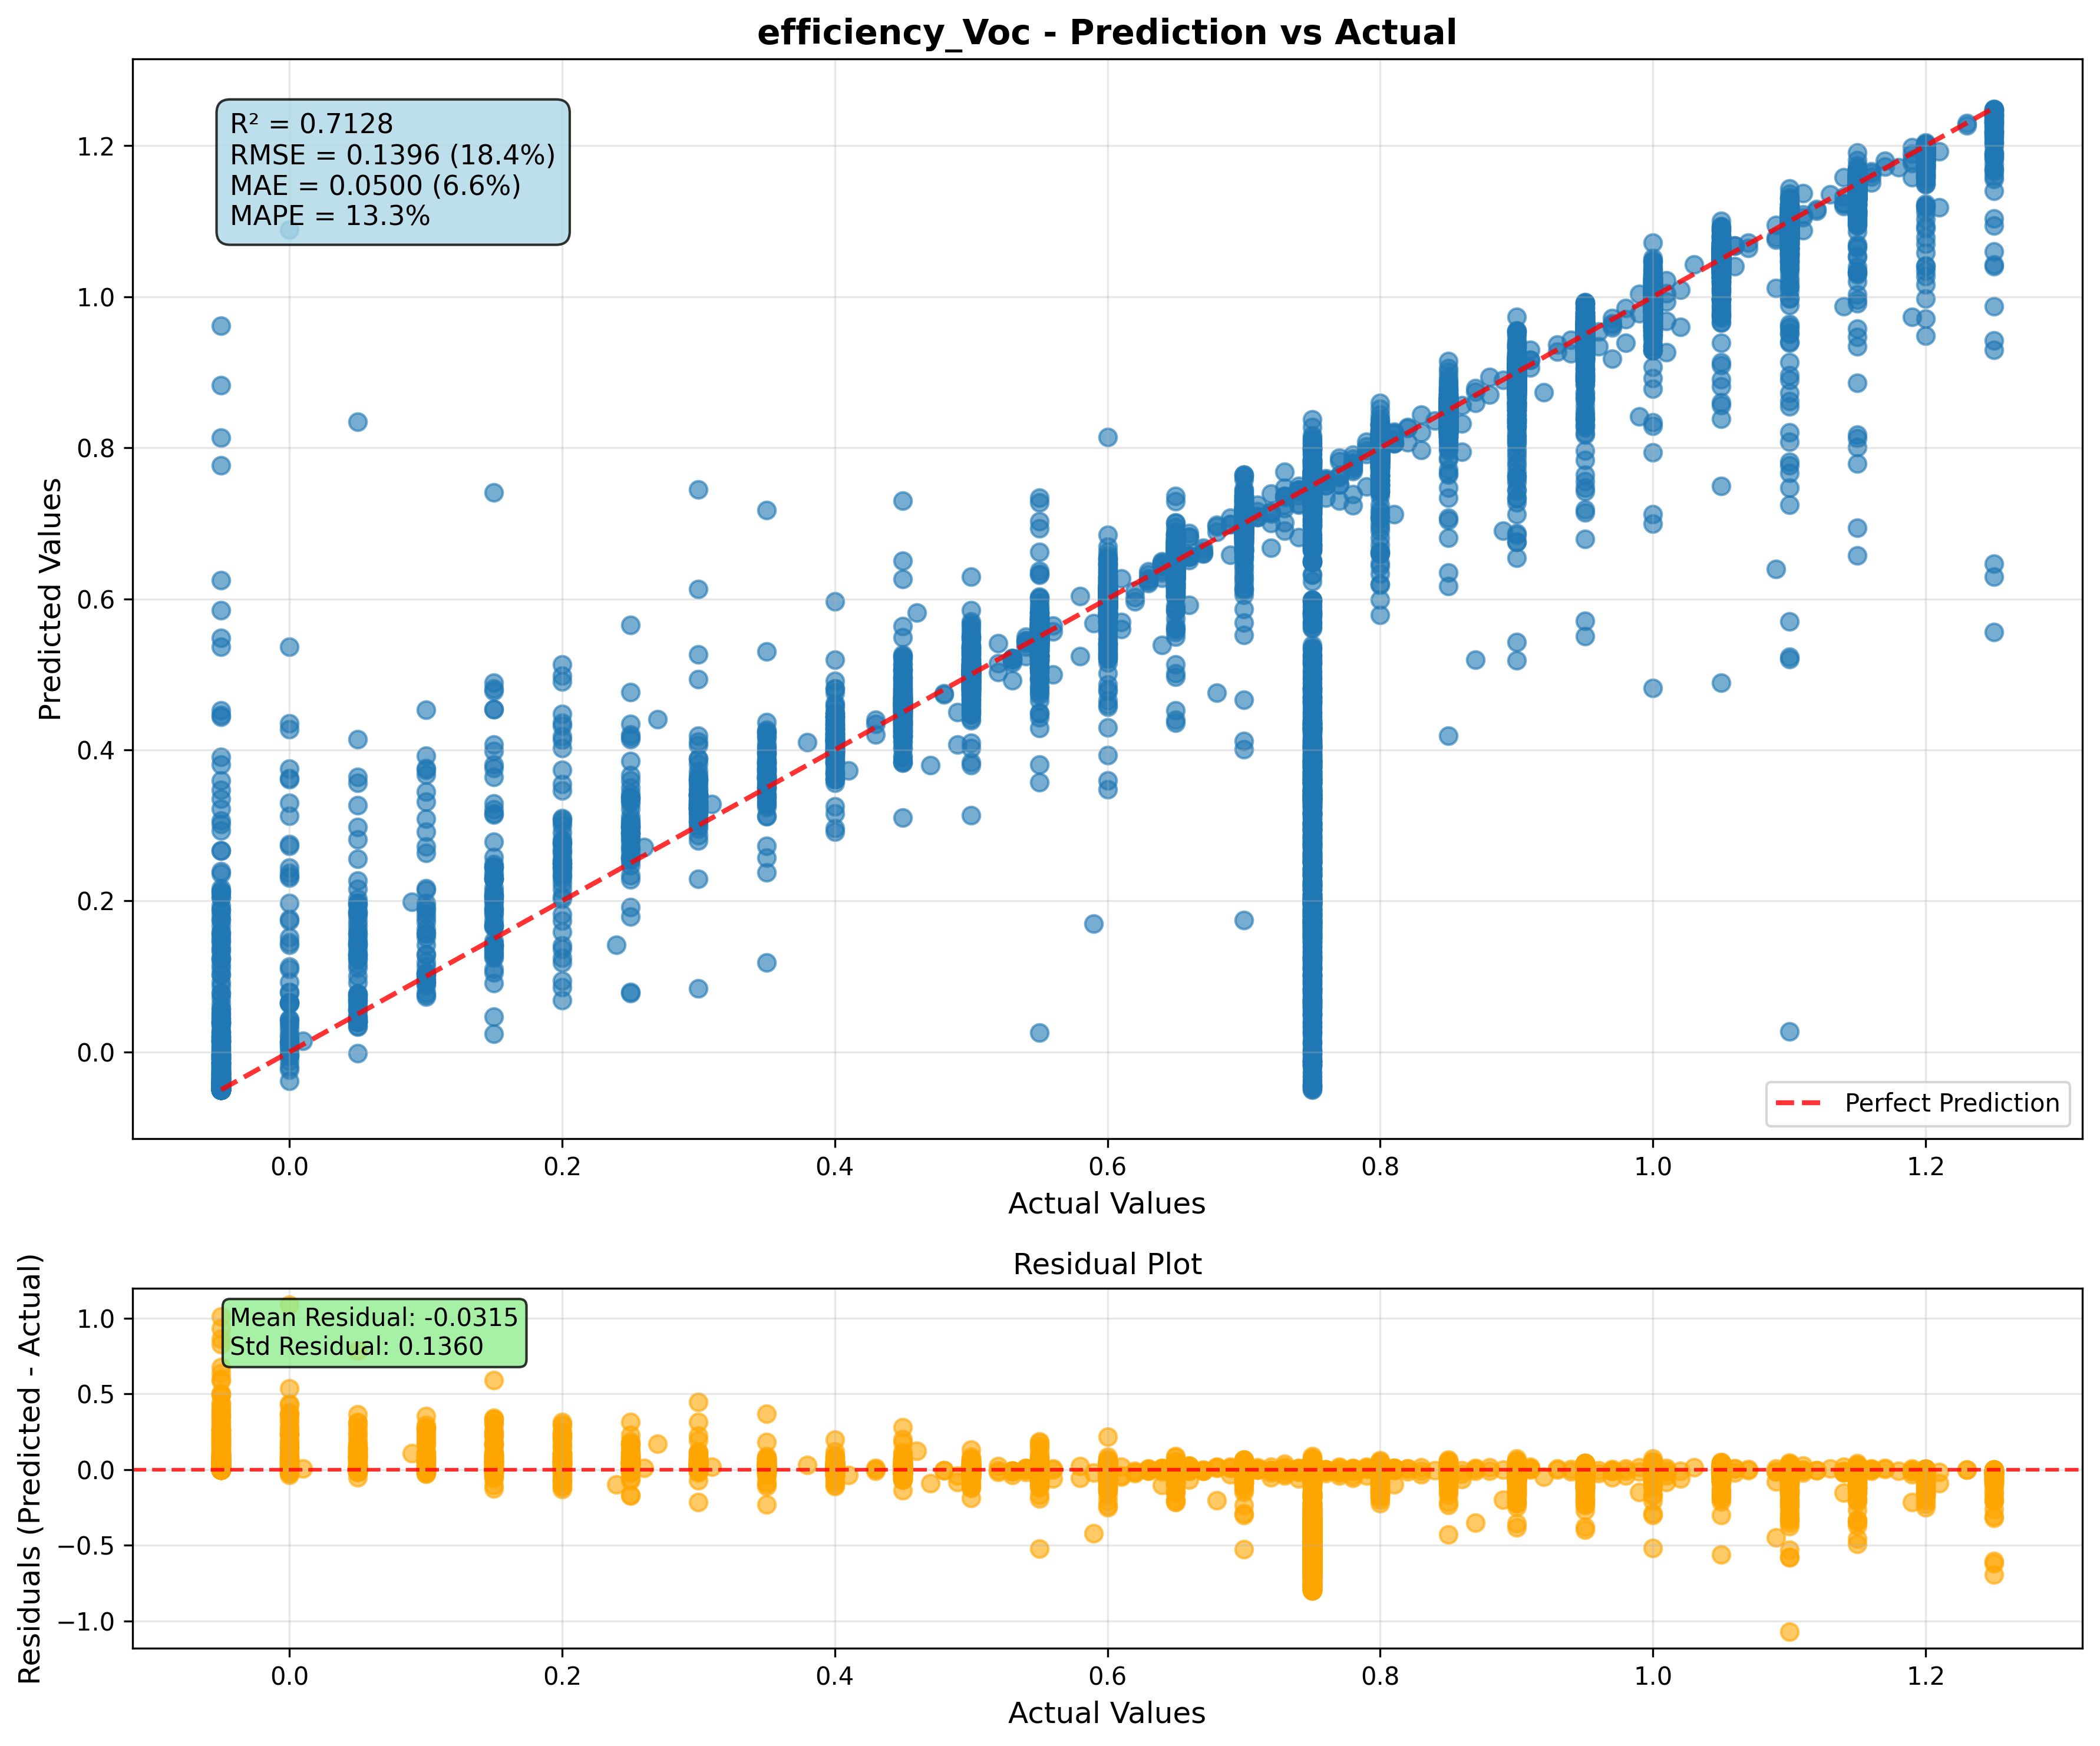 efficiency_Voc - Prediction vs Actual
R² = 0.7128
RMSE = 0.1396 (18.4%)
MAE = 0.0500 (6.6%)
MAPE = 13.3%
Predicted Values
1.2
1.0
0.8
0.6
0.4
0.2
0.0
Perfect Prediction
0.0 0.2 0.4 0.6 0.8 1.0 1.2
Actual Values
Residual Plot
Mean Residual: -0.0315
Std Residual: 0.1360
Residuals (Predicted - Actual)
1.0
0.5
0.0
−0.5
−1.0
0.0 0.2 0.4 0.6 0.8 1.0 1.2
Actual Values